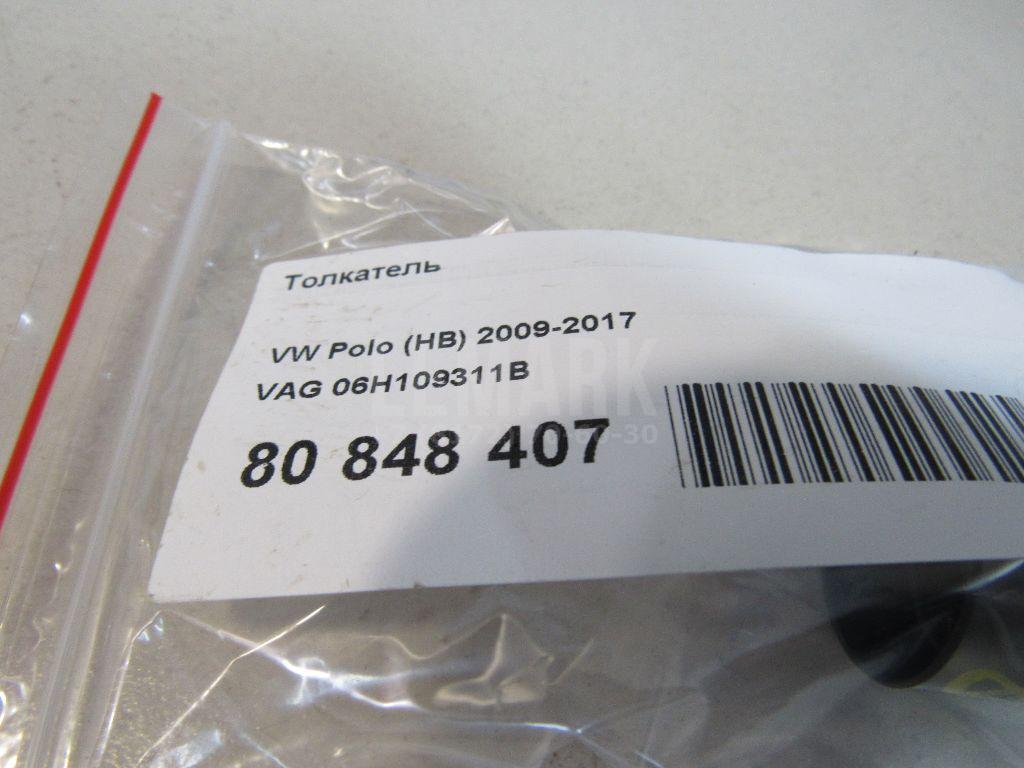 Толкатель
VW Polo (HB) 2009-2017
VAG 06H109311B
80 848 407